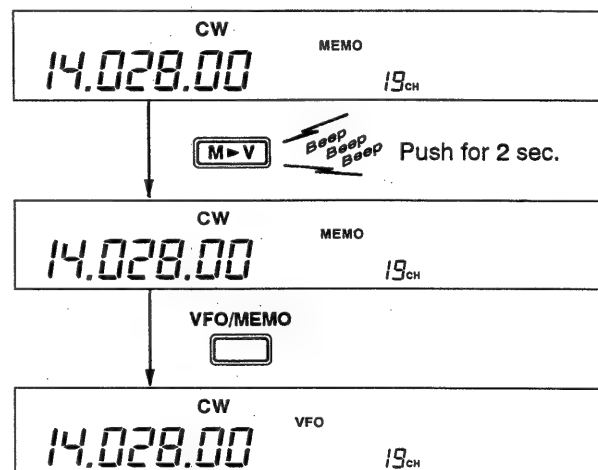 CW
MEMO
14.028.00 19CH
M►V Beep Beep Beep Push for 2 sec.
CW
MEMO
14.028.00 19CH
VFO/MEMO
CW
VFO
14.028.00 19CH